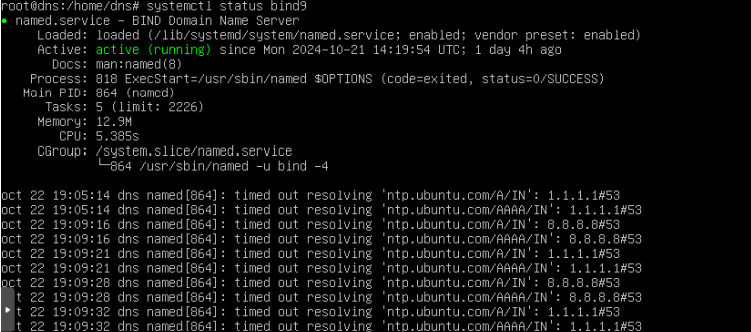 root@dns:/home/dns# systemctl status bind9
● named.service - BIND Domain Name Server
Loaded: loaded (/lib/systemd/system/named.service; enabled; vendor preset: enabled)
Active: active (running) since Mon 2024-10-21 14:19:54 UTC; 1 day 4h ago
Docs: man:named(8)
Process: 818 ExecStart=/usr/sbin/named $OPTIONS (code=exited, status=0/SUCCESS)
Main PID: 864 (named)
Tasks: 5 (limit: 2226)
Memory: 12.9M
CPU: 5.385s
CGroup: /system.slice/named.service
└─864 /usr/sbin/named -u bind -4
oct 22 19:05:14 dns named[864]: timed out resolving 'ntp.ubuntu.com/A/IN': 1.1.1.1#53
oct 22 19:05:14 dns named[864]: timed out resolving 'ntp.ubuntu.com/AAAA/IN': 1.1.1.1#53
oct 22 19:09:16 dns named[864]: timed out resolving 'ntp.ubuntu.com/A/IN': 8.8.8.8#53
oct 22 19:09:16 dns named[864]: timed out resolving 'ntp.ubuntu.com/AAAA/IN': 8.8.8.8#53
oct 22 19:09:21 dns named[864]: timed out resolving 'ntp.ubuntu.com/A/IN': 1.1.1.1#53
oct 22 19:09:21 dns named[864]: timed out resolving 'ntp.ubuntu.com/AAAA/IN': 1.1.1.1#53
oct 22 19:09:28 dns named[864]: timed out resolving 'ntp.ubuntu.com/A/IN': 8.8.8.8#53
ct 22 19:09:28 dns named[864]: timed out resolving 'ntp.ubuntu.com/AAAA/IN': 8.8.8.8#53
ct 22 19:09:32 dns named[864]: timed out resolving 'ntp.ubuntu.com/A/IN': 1.1.1.1#53
ct 22 19:09:32 dns named[864]: timed out resolving 'ntp.ubuntu.com/AAAA/IN': 1.1.1.1#53